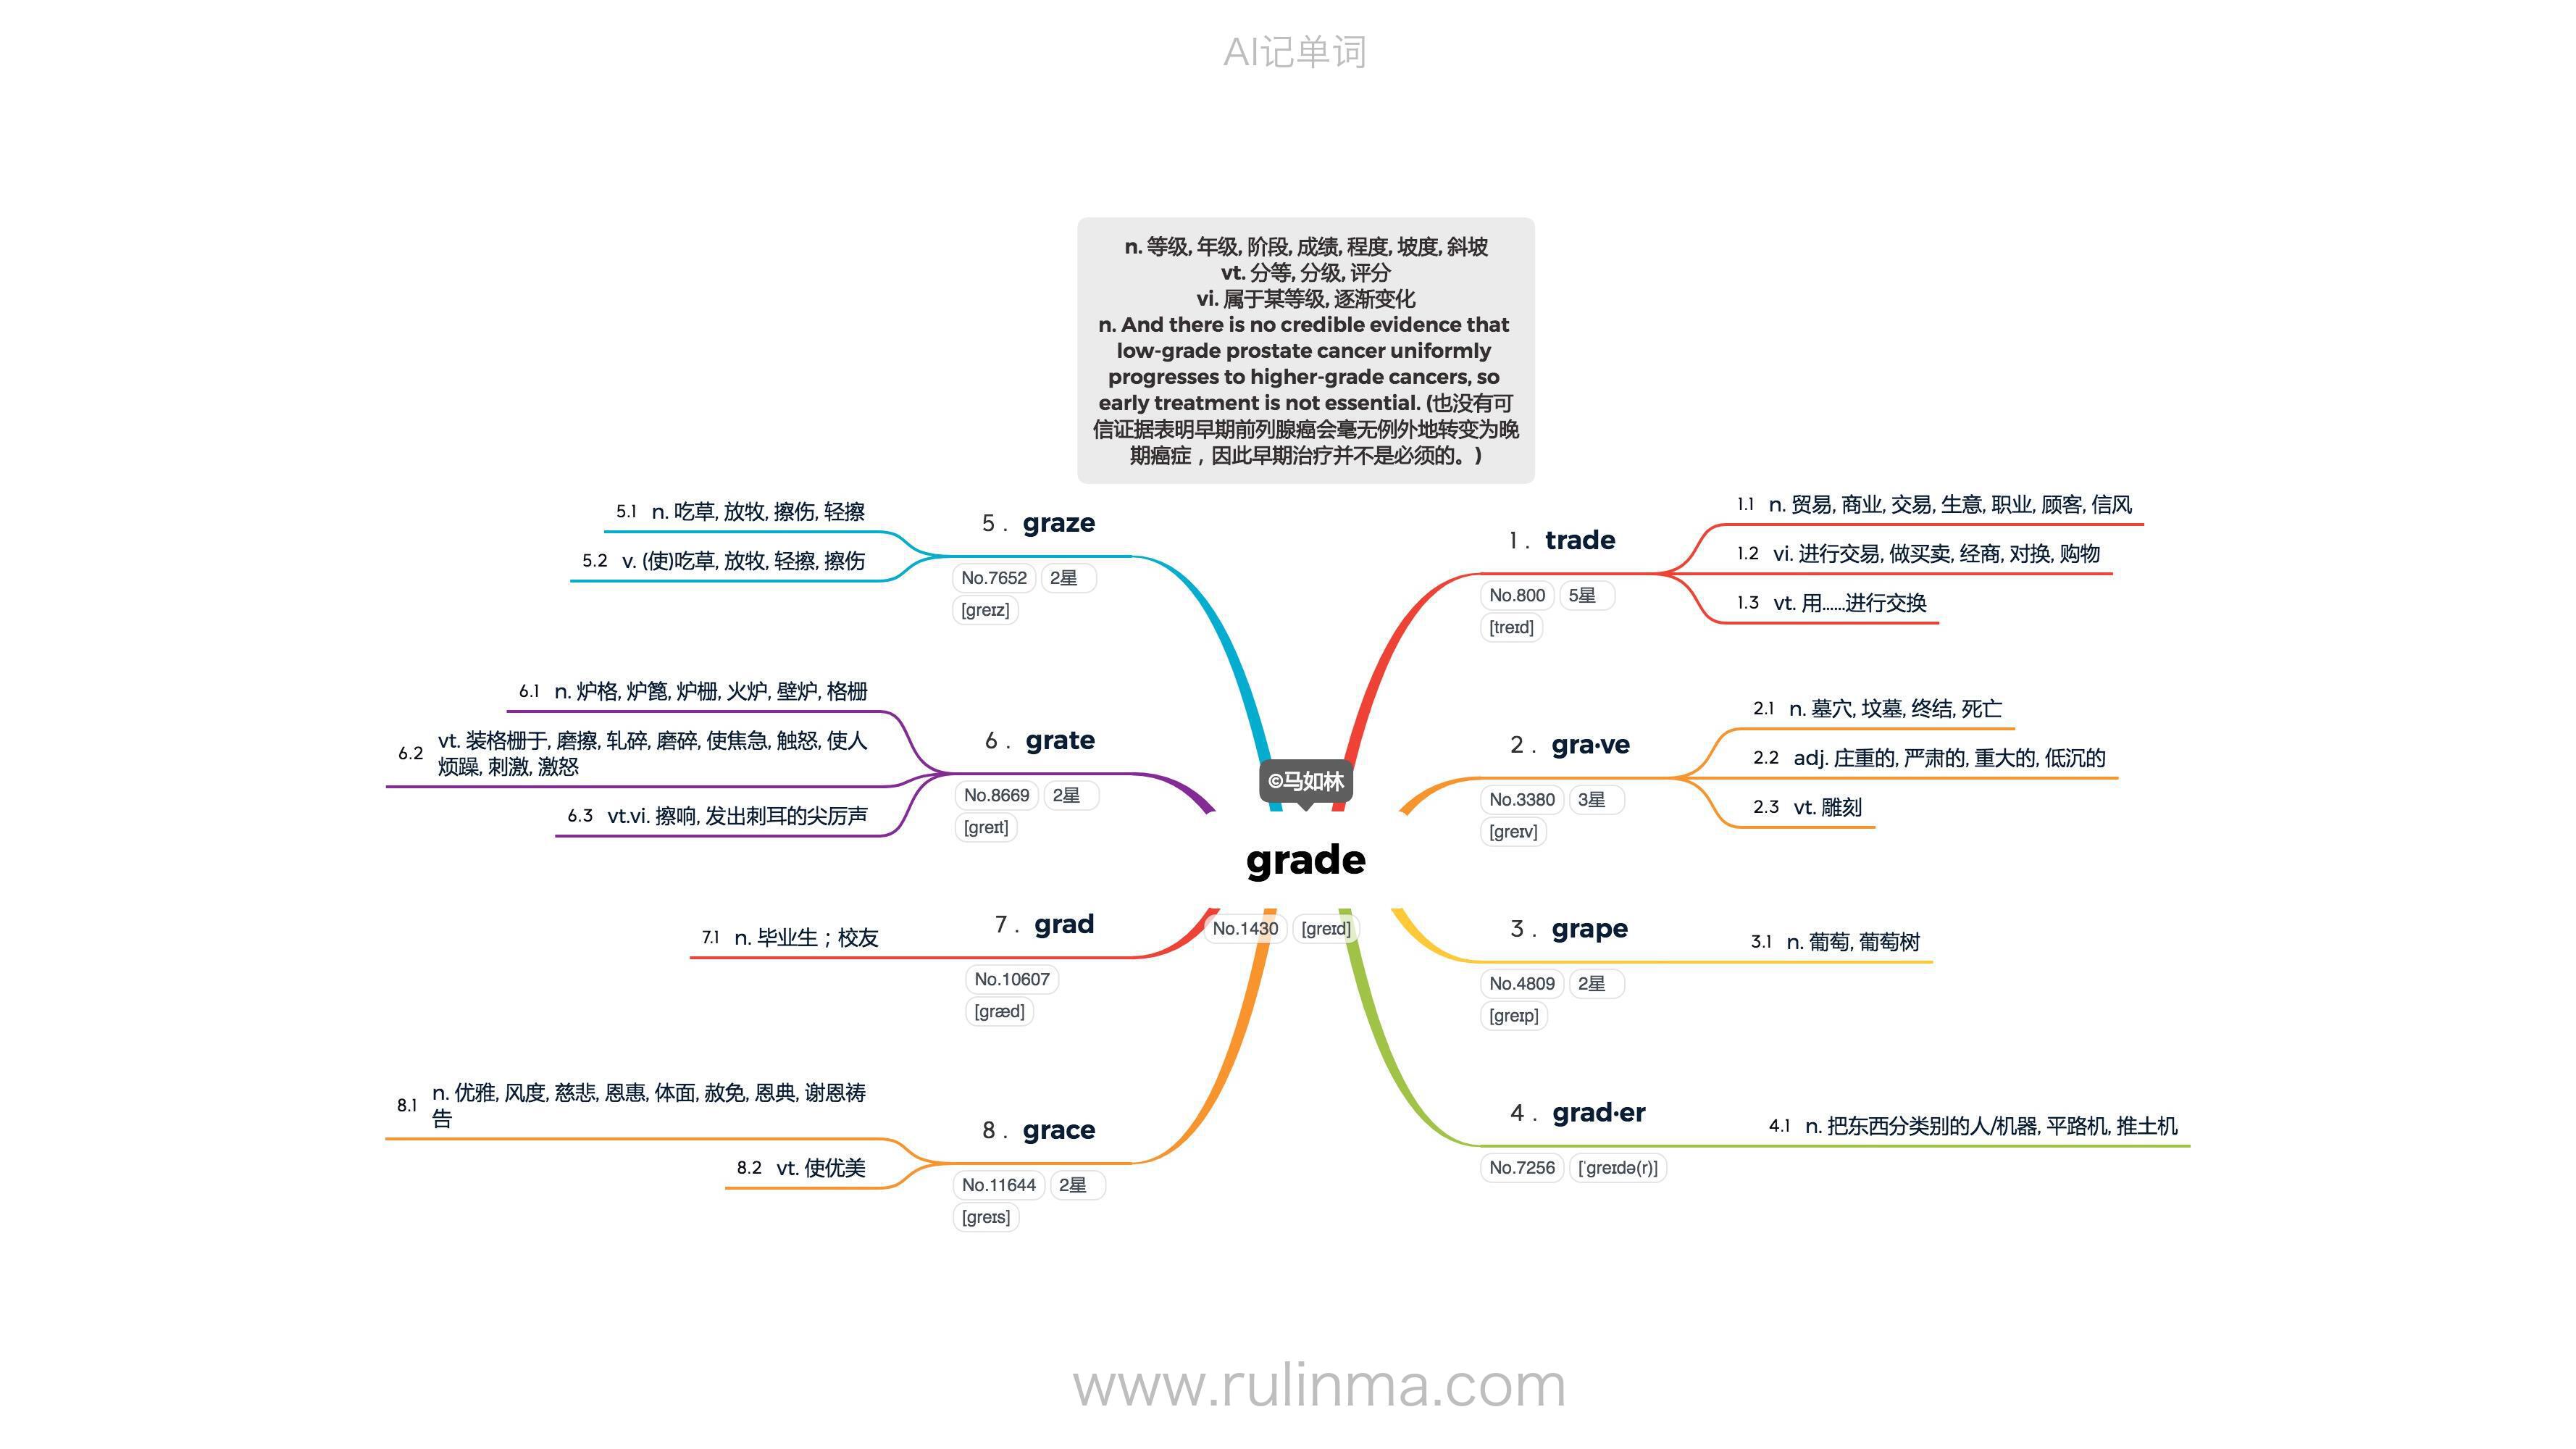 AI记单词
n. 等级, 年级, 阶段, 成绩, 程度, 坡度, 斜坡
vt. 分等, 分级, 评分
vi. 属于某等级, 逐渐变化
n. And there is no credible evidence that
low-grade prostate cancer uniformly
progresses to higher-grade cancers, so
early treatment is not essential. (也没有可
信证据表明早期前列腺癌会毫无例外地转变为晚
期癌症，因此早期治疗并不是必须的。)
©马如林
grade
No.1430 [greɪd]
1. trade
No.800 5星
[treɪd]
1.1 n. 贸易, 商业, 交易, 生意, 职业, 顾客, 信风
1.2 vi. 进行交易, 做买卖, 经商, 对换, 购物
1.3 vt. 用......进行交换
2. gra·ve
No.3380 3星
[greɪv]
2.1 n. 墓穴, 坟墓, 终结, 死亡
2.2 adj. 庄重的, 严肃的, 重大的, 低沉的
2.3 vt. 雕刻
3. grape
No.4809 2星
[greɪp]
3.1 n. 葡萄, 葡萄树
4. grad·er
No.7256 [ˈgreɪdə(r)]
4.1 n. 把东西分类别的人/机器, 平路机, 推土机
5. graze
No.7652 2星
[greɪz]
5.1 n. 吃草, 放牧, 擦伤, 轻擦
5.2 v. (使)吃草, 放牧, 轻擦, 擦伤
6. grate
No.8669 2星
[greɪt]
6.1 n. 炉格, 炉篦, 炉栅, 火炉, 壁炉, 格栅
6.2 vt. 装格栅于, 磨擦, 轧碎, 磨碎, 使焦急, 触怒, 使人
烦躁, 刺激, 激怒
6.3 vt.vi. 擦响, 发出刺耳的尖厉声
7. grad
No.10607
[græd]
7.1 n. 毕业生；校友
8. grace
No.11644 2星
[greɪs]
8.1 n. 优雅, 风度, 慈悲, 恩惠, 体面, 赦免, 恩典, 谢恩祷
告
8.2 vt. 使优美
www.rulinma.com